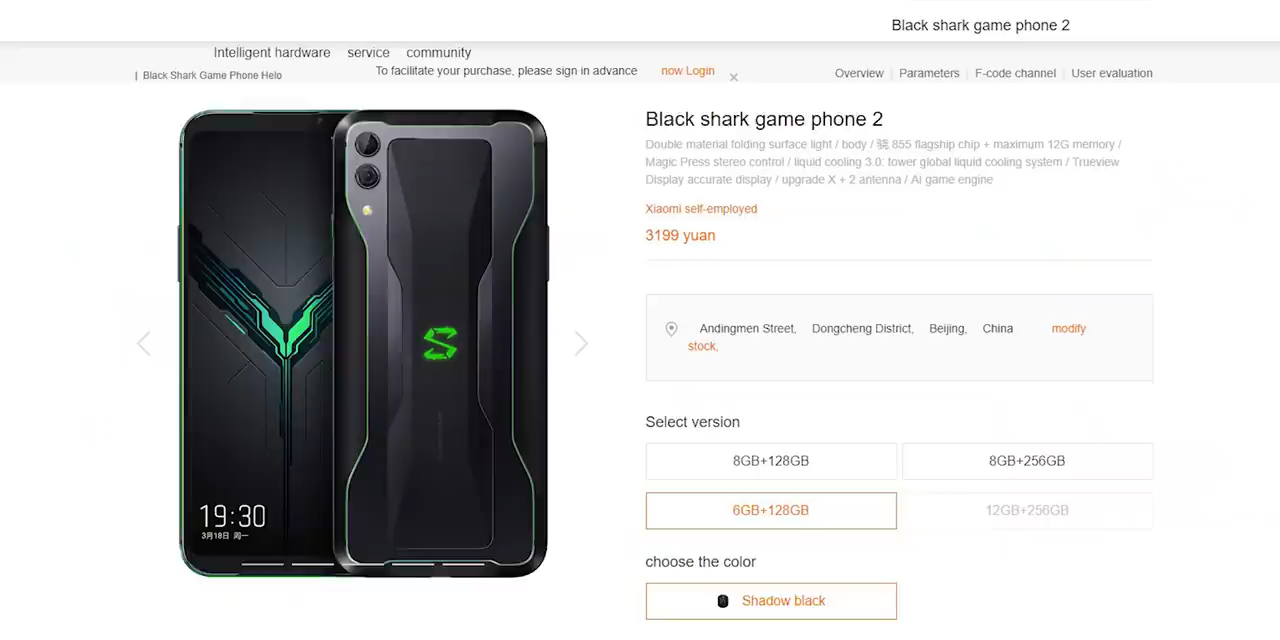 Black shark game phone 2
Intelligent hardware service community
| Black Shark Game Phone Helo
To facilitate your purchase, please sign in advance now Login ×
Overview | Parameters | F-code channel | User evaluation
19:30
3月18日 周一
Black shark game phone 2
Double material folding surface light / body / 骁 855 flagship chip + maximum 12G memory /
Magic Press stereo control / liquid cooling 3.0: tower global liquid cooling system / Trueview
Display accurate display / upgrade X + 2 antenna / AI game engine
Xiaomi self-employed
3199 yuan
Andingmen Street, Dongcheng District, Beijing, China modify
stock,
Select version
8GB+128GB
8GB+256GB
6GB+128GB
12GB+256GB
choose the color
Shadow black